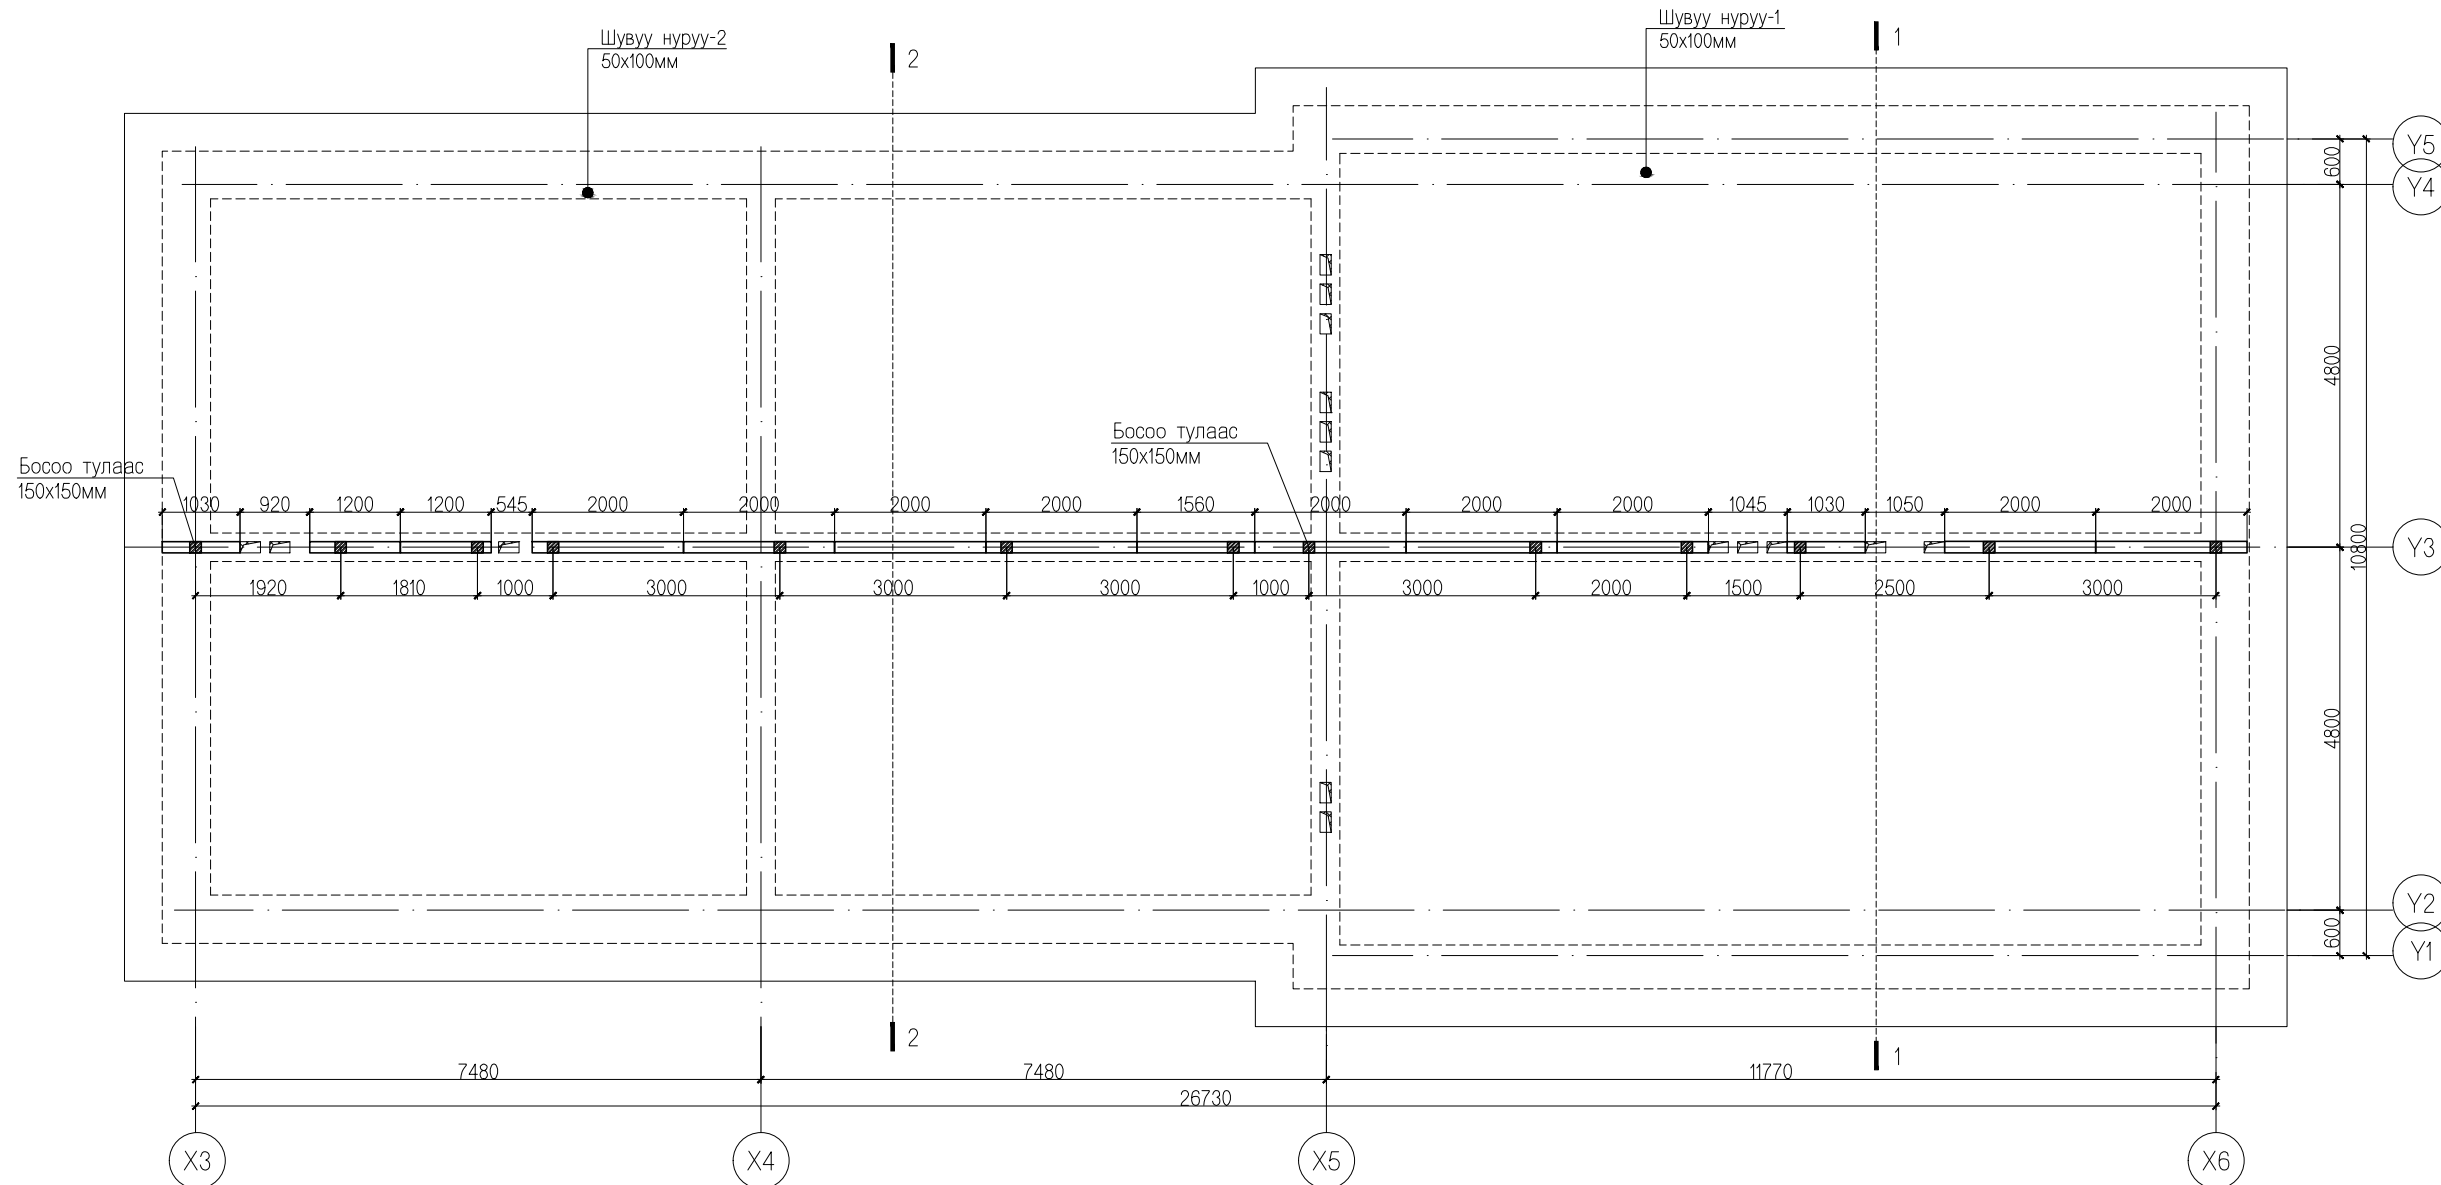 Шувуу нуруу-2
50х100мм
2
Шувуу нуруу-1
50х100мм
1
Y5
600
Y4
4800
Босоо тулаас
150х150мм
Босоо тулаас
150х150мм
1030 920 1200 1200 545 2000 2000 2000 2000 1560 2000 2000 2000 1045 1030 1050 2000 2000
Y3
10800
1920 1810 1000 3000 3000 3000 1000 3000 2000 1500 2500 3000
4800
Y2
600
Y1
2
1
7480 7480 11770
26730
X3 X4 X5 X6